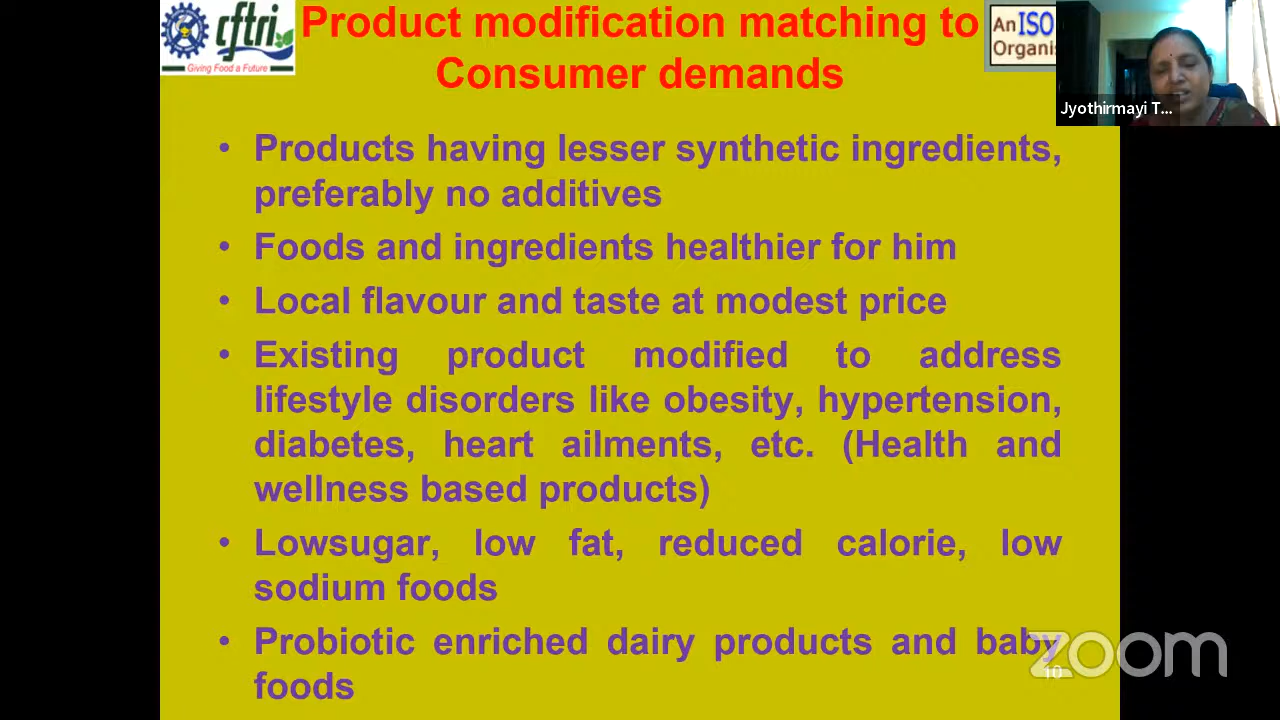 cftri
Giving Food a Future
Product modification matching to
Consumer demands
An ISO
Organis
Jyothirmayi T...
• Products having lesser synthetic ingredients,
preferably no additives
• Foods and ingredients healthier for him
• Local flavour and taste at modest price
• Existing product modified to address
lifestyle disorders like obesity, hypertension,
diabetes, heart ailments, etc. (Health and
wellness based products)
• Lowsugar, low fat, reduced calorie, low
sodium foods
• Probiotic enriched dairy products and baby
foods
10
zoom